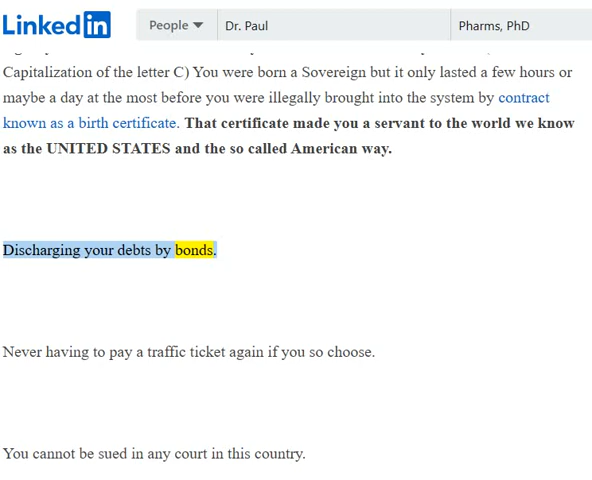 LinkedIn People Dr. Paul Pharms, PhD
Capitalization of the letter C) You were born a Sovereign but it only lasted a few hours or
maybe a day at the most before you were illegally brought into the system by contract
known as a birth certificate. That certificate made you a servant to the world we know
as the UNITED STATES and the so called American way.
Discharging your debts by bonds.
Never having to pay a traffic ticket again if you so choose.
You cannot be sued in any court in this country.